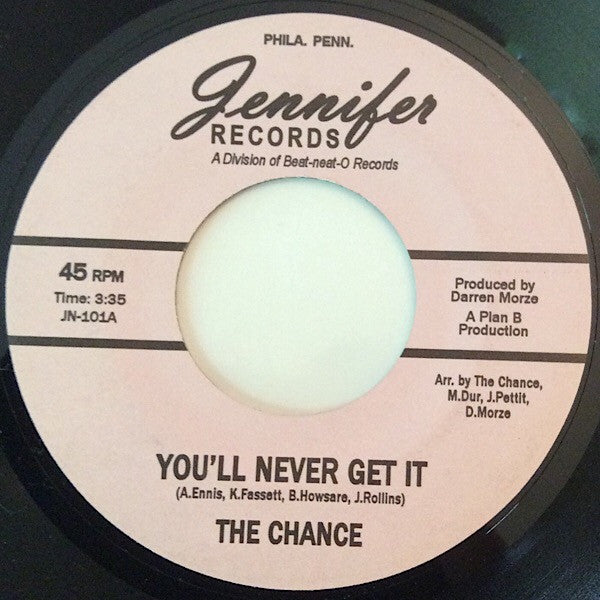 PHILA. PENN.
Jennifer
RECORDS
A Division of Beat-neat-O Records
45 RPM
Time: 3:35
JN-101A
Produced by
Darren Morze
A Plan B
Production
Arr. by The Chance,
M.Dur, J.Pettit,
D.Morze
YOU'LL NEVER GET IT
(A.Ennis, K.Fassett, B.Howsare, J.Rollins)
THE CHANCE